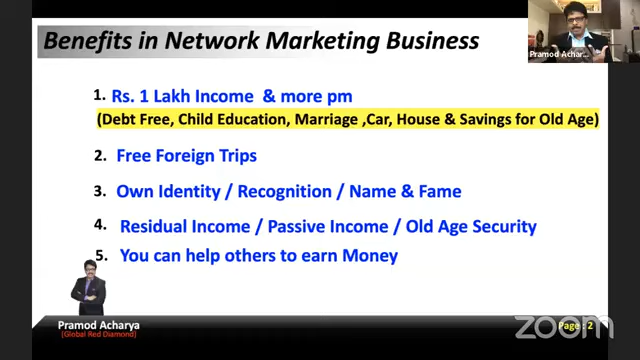 Benefits in Network Marketing Business
1. Rs. 1 Lakh Income & more pm
(Debt Free, Child Education, Marriage ,Car, House & Savings for Old Age)
2. Free Foreign Trips
3. Own Identity / Recognition / Name & Fame
4. Residual Income / Passive Income / Old Age Security
5. You can help others to earn Money
Pramod Achar...
Pramod Acharya
(Global Red Diamond)
Page : 2
zoom